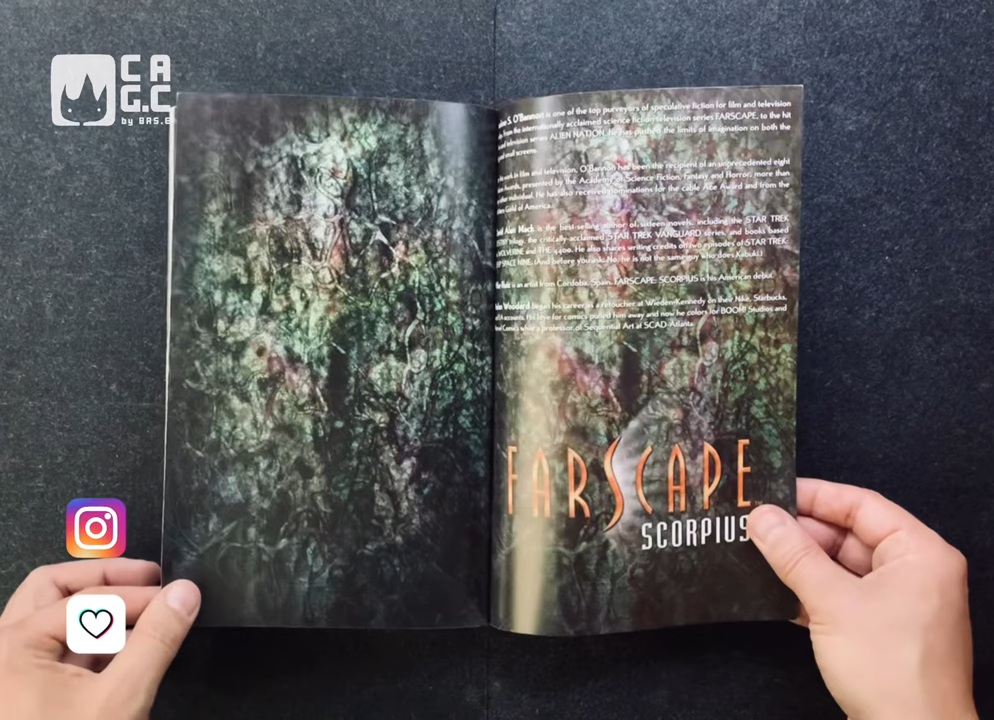 CA
G.C
by BAS.E
S. O'Bannon is one of the top purveyors of speculative fiction for film and television
from the internationally acclaimed science fiction television series FARSCAPE, to the hit
television series ALIEN NATION, he has pushed the limits of imagination on both the
small screens.
work in film and television, O'Bannon has been the recipient of an unprecedented eight
Awards, presented by the Academy of Science Fiction, Fantasy and Horror, more than
other individual. He has also received nominations for the cable Ace Award and from the
Guild of America.
Alan Mack is the best-selling author of sixteen novels, including the STAR TREK
trilogy, the critically-acclaimed STAR TREK VANGUARD series, and books based
WOLVERINE and THE 4400. He also shares writing credits on two episodes of STAR TREK:
DEEP SPACE NINE. (And before you ask: No, he is not the same guy who does Kabuki.)
Ruiz is an artist from Cordoba, Spain. FARSCAPE: SCORPIUS is his American debut.
Woodard began his career as a retoucher at Wieden+Kennedy on their Nike, Starbucks,
accounts. His love for comics pulled him away and now he colors for BOOM! Studios and
Comics while a professor of Sequential Art at SCAD-Atlanta.
FARSCAPE
SCORPIUS